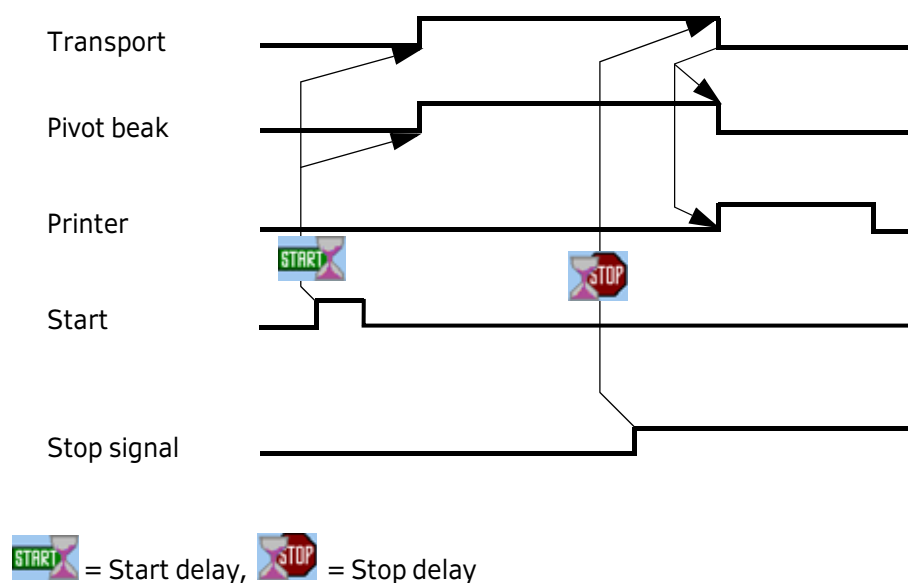 Transport
Pivot beak
Printer
START
STOP
Start
Stop signal
START = Start delay, STOP = Stop delay